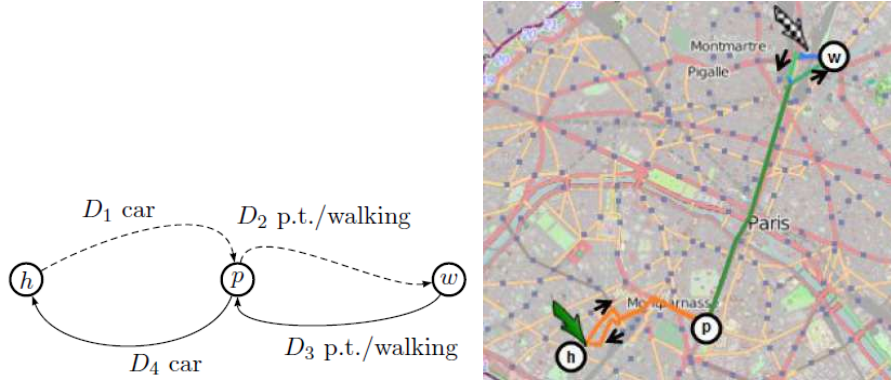 D₁ car
D₂ p.t./walking
h
p
w
D₄ car
D₃ p.t./walking
Montmartre
w
Pigalle
Paris
Montparnasse
p
h